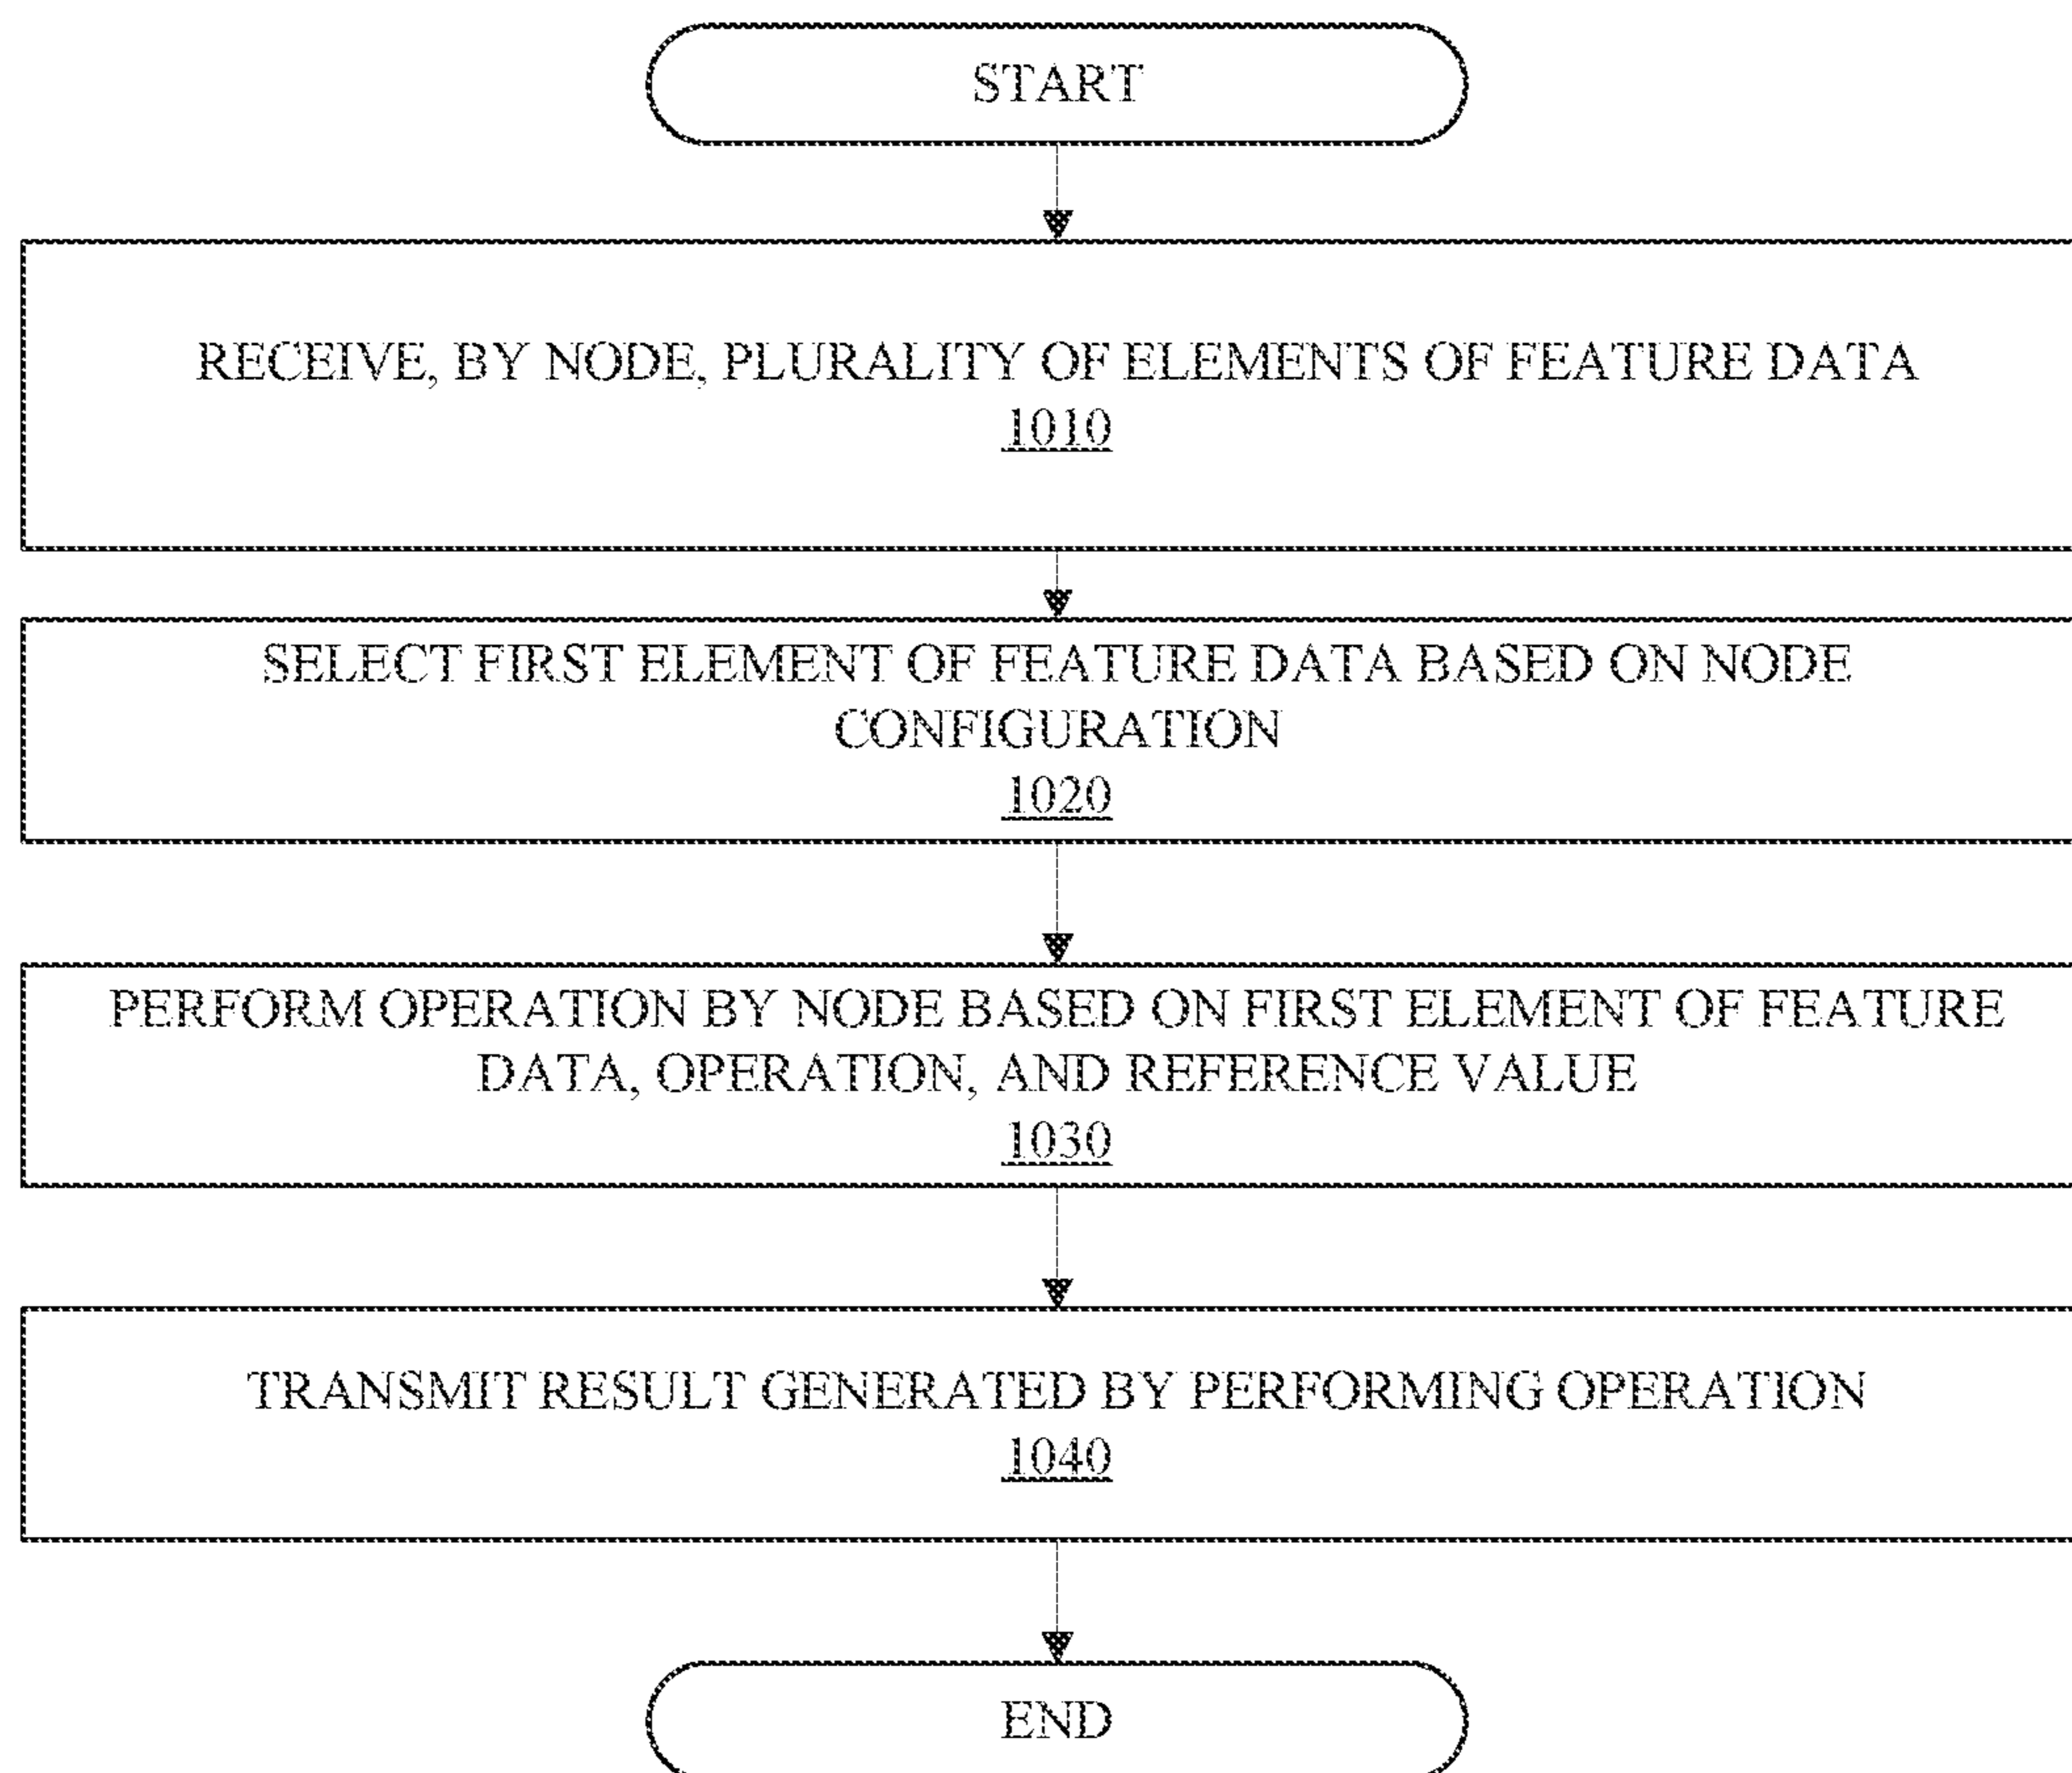 START
RECEIVE, BY NODE, PLURALITY OF ELEMENTS OF FEATURE DATA
1010
SELECT FIRST ELEMENT OF FEATURE DATA BASED ON NODE
CONFIGURATION
1020
PERFORM OPERATION BY NODE BASED ON FIRST ELEMENT OF FEATURE
DATA, OPERATION, AND REFERENCE VALUE
1030
TRANSMIT RESULT GENERATED BY PERFORMING OPERATION
1040
END